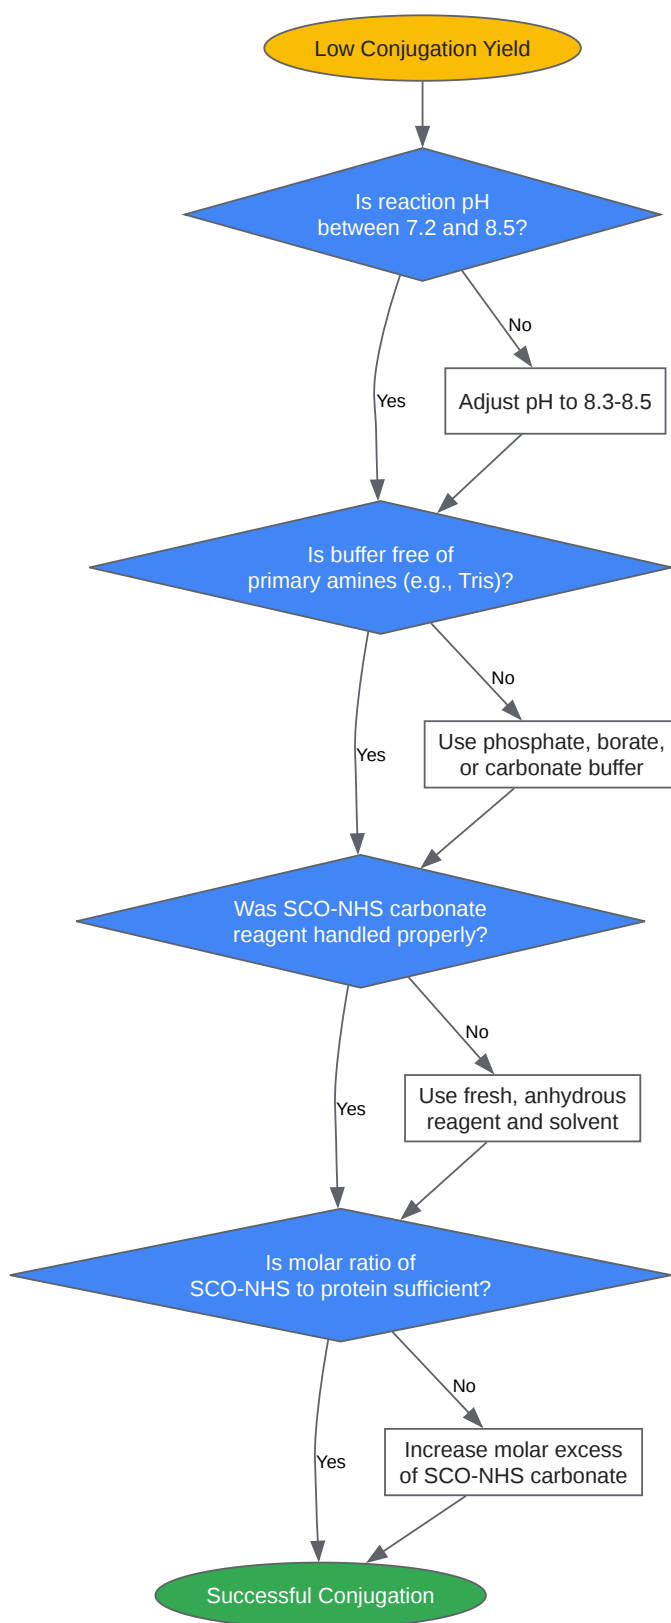 Low Conjugation Yield
Is reaction pH
between 7.2 and 8.5?
No
Yes
Adjust pH to 8.3-8.5
Is buffer free of
primary amines (e.g., Tris)?
No
Yes
Use phosphate, borate,
or carbonate buffer
Was SCO-NHS carbonate
reagent handled properly?
No
Yes
Use fresh, anhydrous
reagent and solvent
Is molar ratio of
SCO-NHS to protein sufficient?
No
Yes
Increase molar excess
of SCO-NHS carbonate
Successful Conjugation